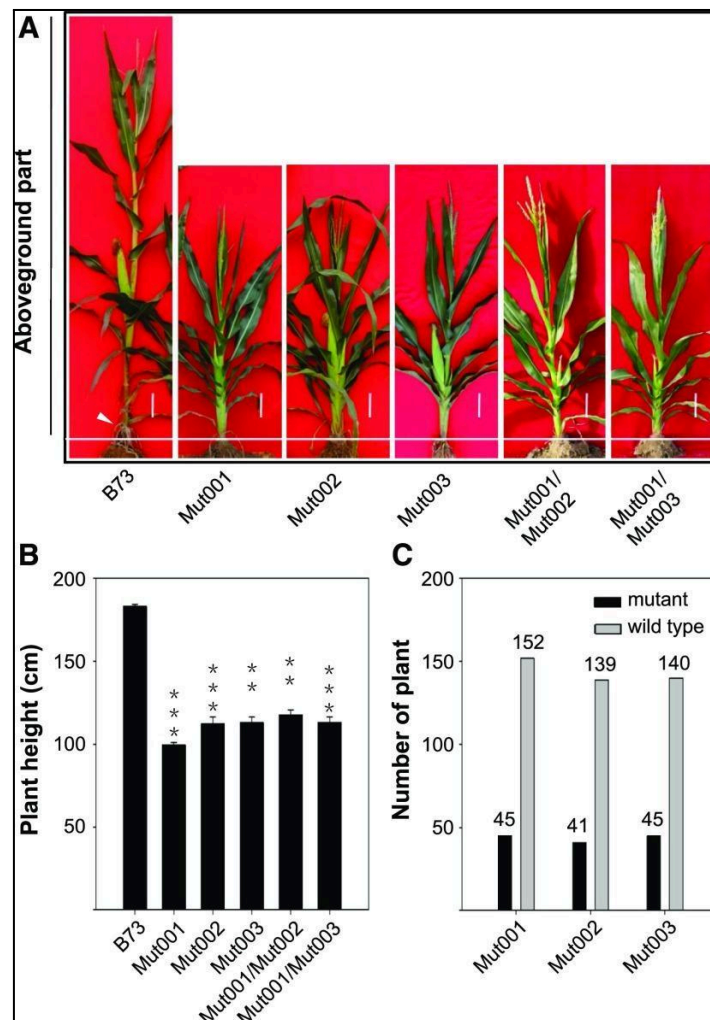 A
Aboveground part
B73
Mut001
Mut002
Mut003
Mut001/
Mut002
Mut001/
Mut003
B
Plant height (cm)
200
150
100
50
***
***
**
**
***
B73
Mut001
Mut002
Mut003
Mut001/Mut002
Mut001/Mut003
C
Number of plant
200
150
100
50
mutant
wild type
152
139
140
45
41
45
Mut001
Mut002
Mut003